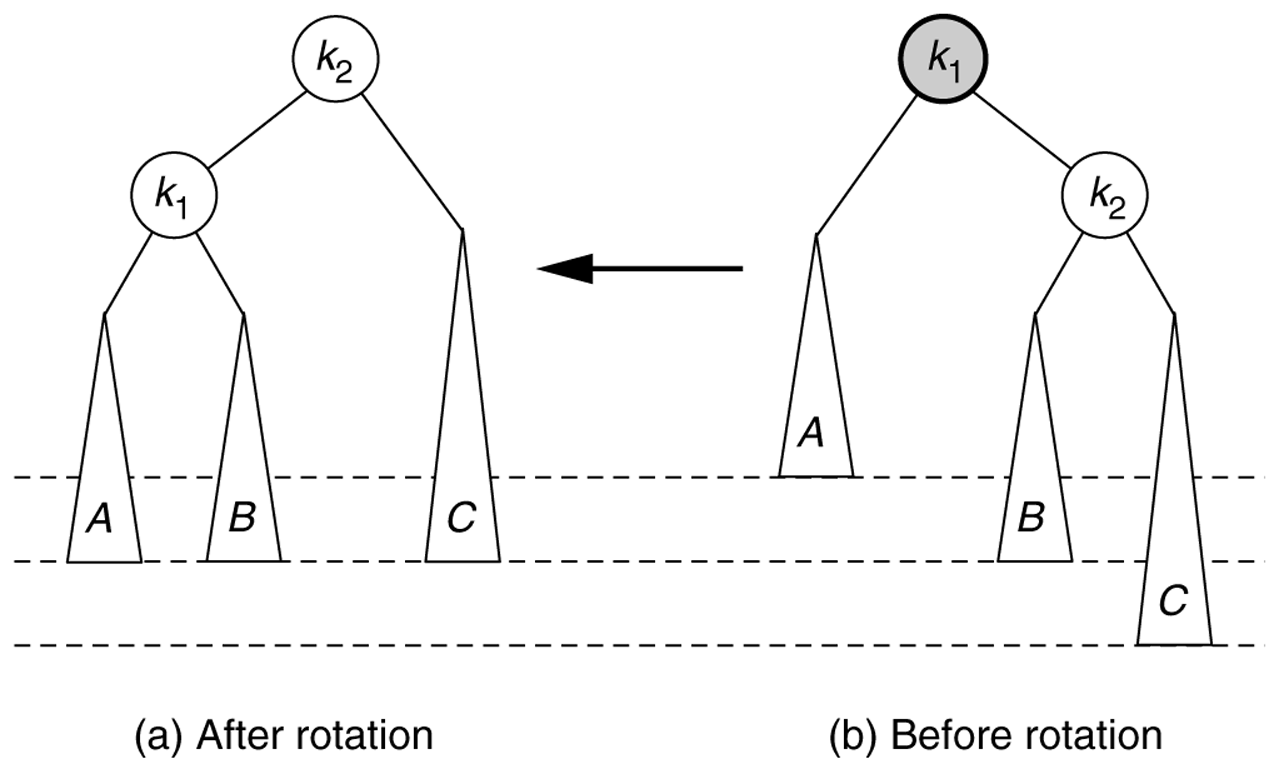 k2 k1
k1 k2
A
A B C B
C
(a) After rotation (b) Before rotation